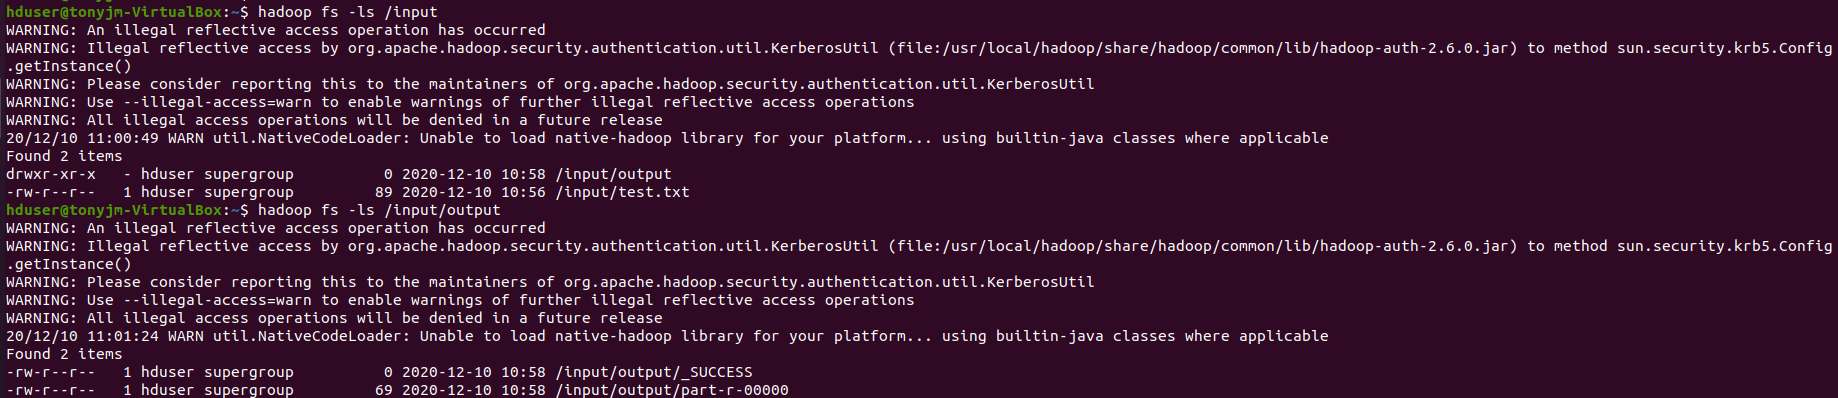 hduser@tonyjm-VirtualBox:~$ hadoop fs -ls /input
WARNING: An illegal reflective access operation has occurred
WARNING: Illegal reflective access by org.apache.hadoop.security.authentication.util.KerberosUtil (file:/usr/local/hadoop/share/hadoop/common/lib/hadoop-auth-2.6.0.jar) to method sun.security.krb5.Config
.getInstance()
WARNING: Please consider reporting this to the maintainers of org.apache.hadoop.security.authentication.util.KerberosUtil
WARNING: Use --illegal-access=warn to enable warnings of further illegal reflective access operations
WARNING: All illegal access operations will be denied in a future release
20/12/10 11:00:49 WARN util.NativeCodeLoader: Unable to load native-hadoop library for your platform... using builtin-java classes where applicable
Found 2 items
drwxr-xr-x   - hduser supergroup          0 2020-12-10 10:58 /input/output
-rw-r--r--   1 hduser supergroup         89 2020-12-10 10:56 /input/test.txt
hduser@tonyjm-VirtualBox:~$ hadoop fs -ls /input/output
WARNING: An illegal reflective access operation has occurred
WARNING: Illegal reflective access by org.apache.hadoop.security.authentication.util.KerberosUtil (file:/usr/local/hadoop/share/hadoop/common/lib/hadoop-auth-2.6.0.jar) to method sun.security.krb5.Config
.getInstance()
WARNING: Please consider reporting this to the maintainers of org.apache.hadoop.security.authentication.util.KerberosUtil
WARNING: Use --illegal-access=warn to enable warnings of further illegal reflective access operations
WARNING: All illegal access operations will be denied in a future release
20/12/10 11:01:24 WARN util.NativeCodeLoader: Unable to load native-hadoop library for your platform... using builtin-java classes where applicable
Found 2 items
-rw-r--r--   1 hduser supergroup          0 2020-12-10 10:58 /input/output/_SUCCESS
-rw-r--r--   1 hduser supergroup         69 2020-12-10 10:58 /input/output/part-r-00000